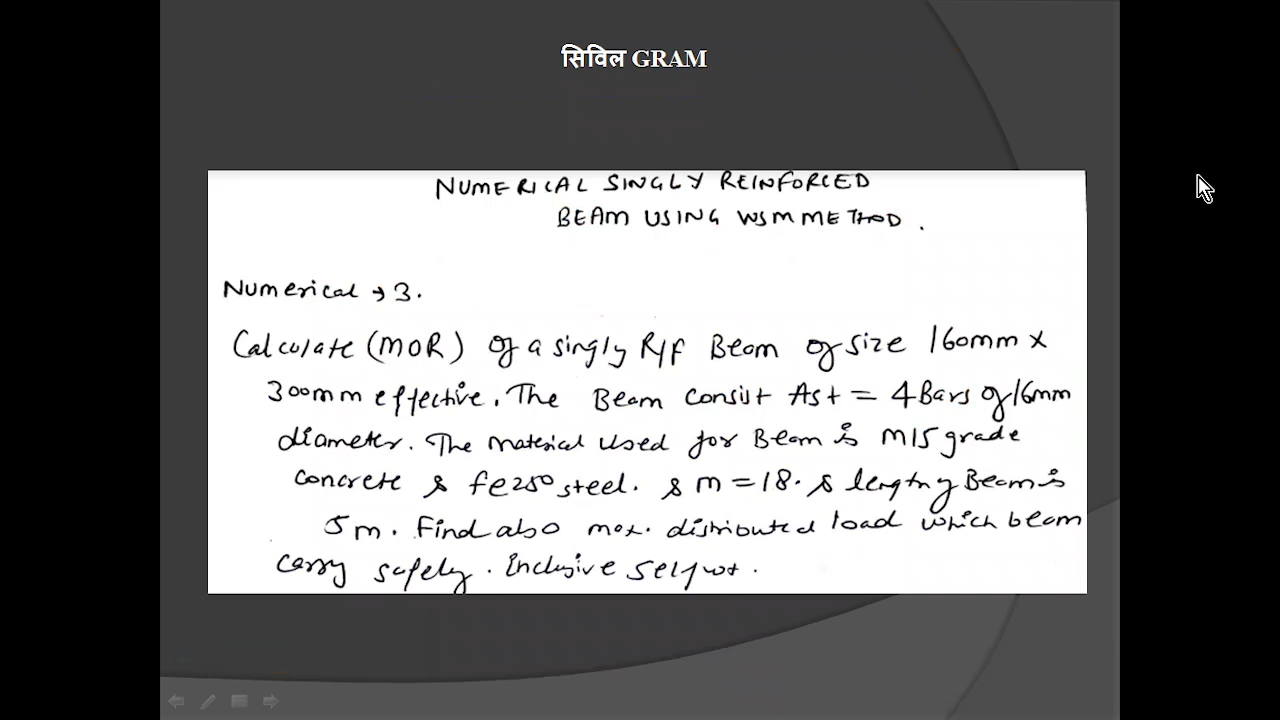 सिविल GRAM
NUMERICAL SINGLY REINFORCED
BEAM USING WSM METHOD.
Numerical → 3.
Calculate (MOR) of a singly R/f Beam of size 160mm x
300mm effective. The Beam consist Ast = 4 Bars of 16mm
diameter. The material used for Beam is M15 grade
concrete & fe250 steel. & m = 18. & length of Beam is
5m. Find also max. distributed load which beam
carry safely. Inclusive self wt.